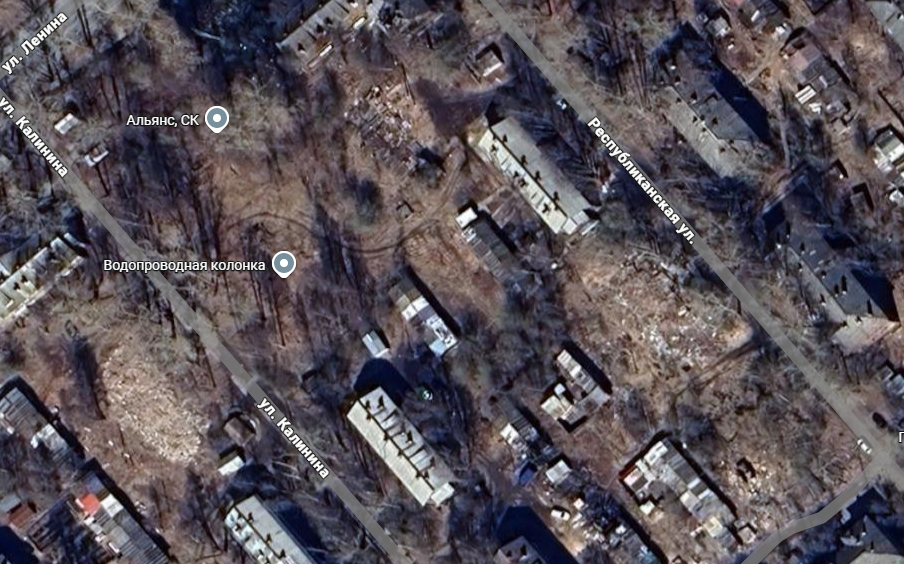 ул. Ленина
ул. Калинина
Альянс, СК
Республиканская ул.
Водопроводная колонка
ул. Калинина